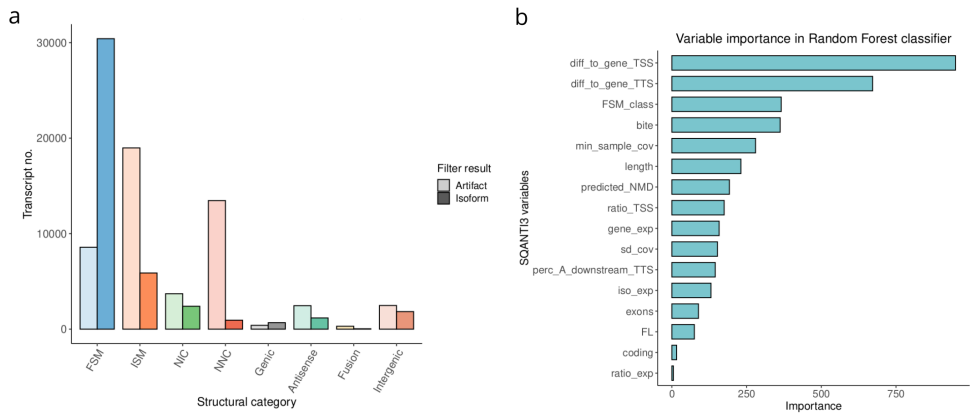 a
30000
20000
10000
0
Transcript no.
FSM
ISM
NIC
NNC
Genic
Antisense
Fusion
Intergenic
Structural category
Filter result
Artifact
Isoform
b
Variable importance in Random Forest classifier
diff_to_gene_TSS
diff_to_gene_TTS
FSM_class
bite
min_sample_cov
length
predicted_NMD
ratio_TSS
gene_exp
sd_cov
perc_A_downstream_TTS
iso_exp
exons
FL
coding
ratio_exp
SQANTI3 variables
0
250
500
750
Importance